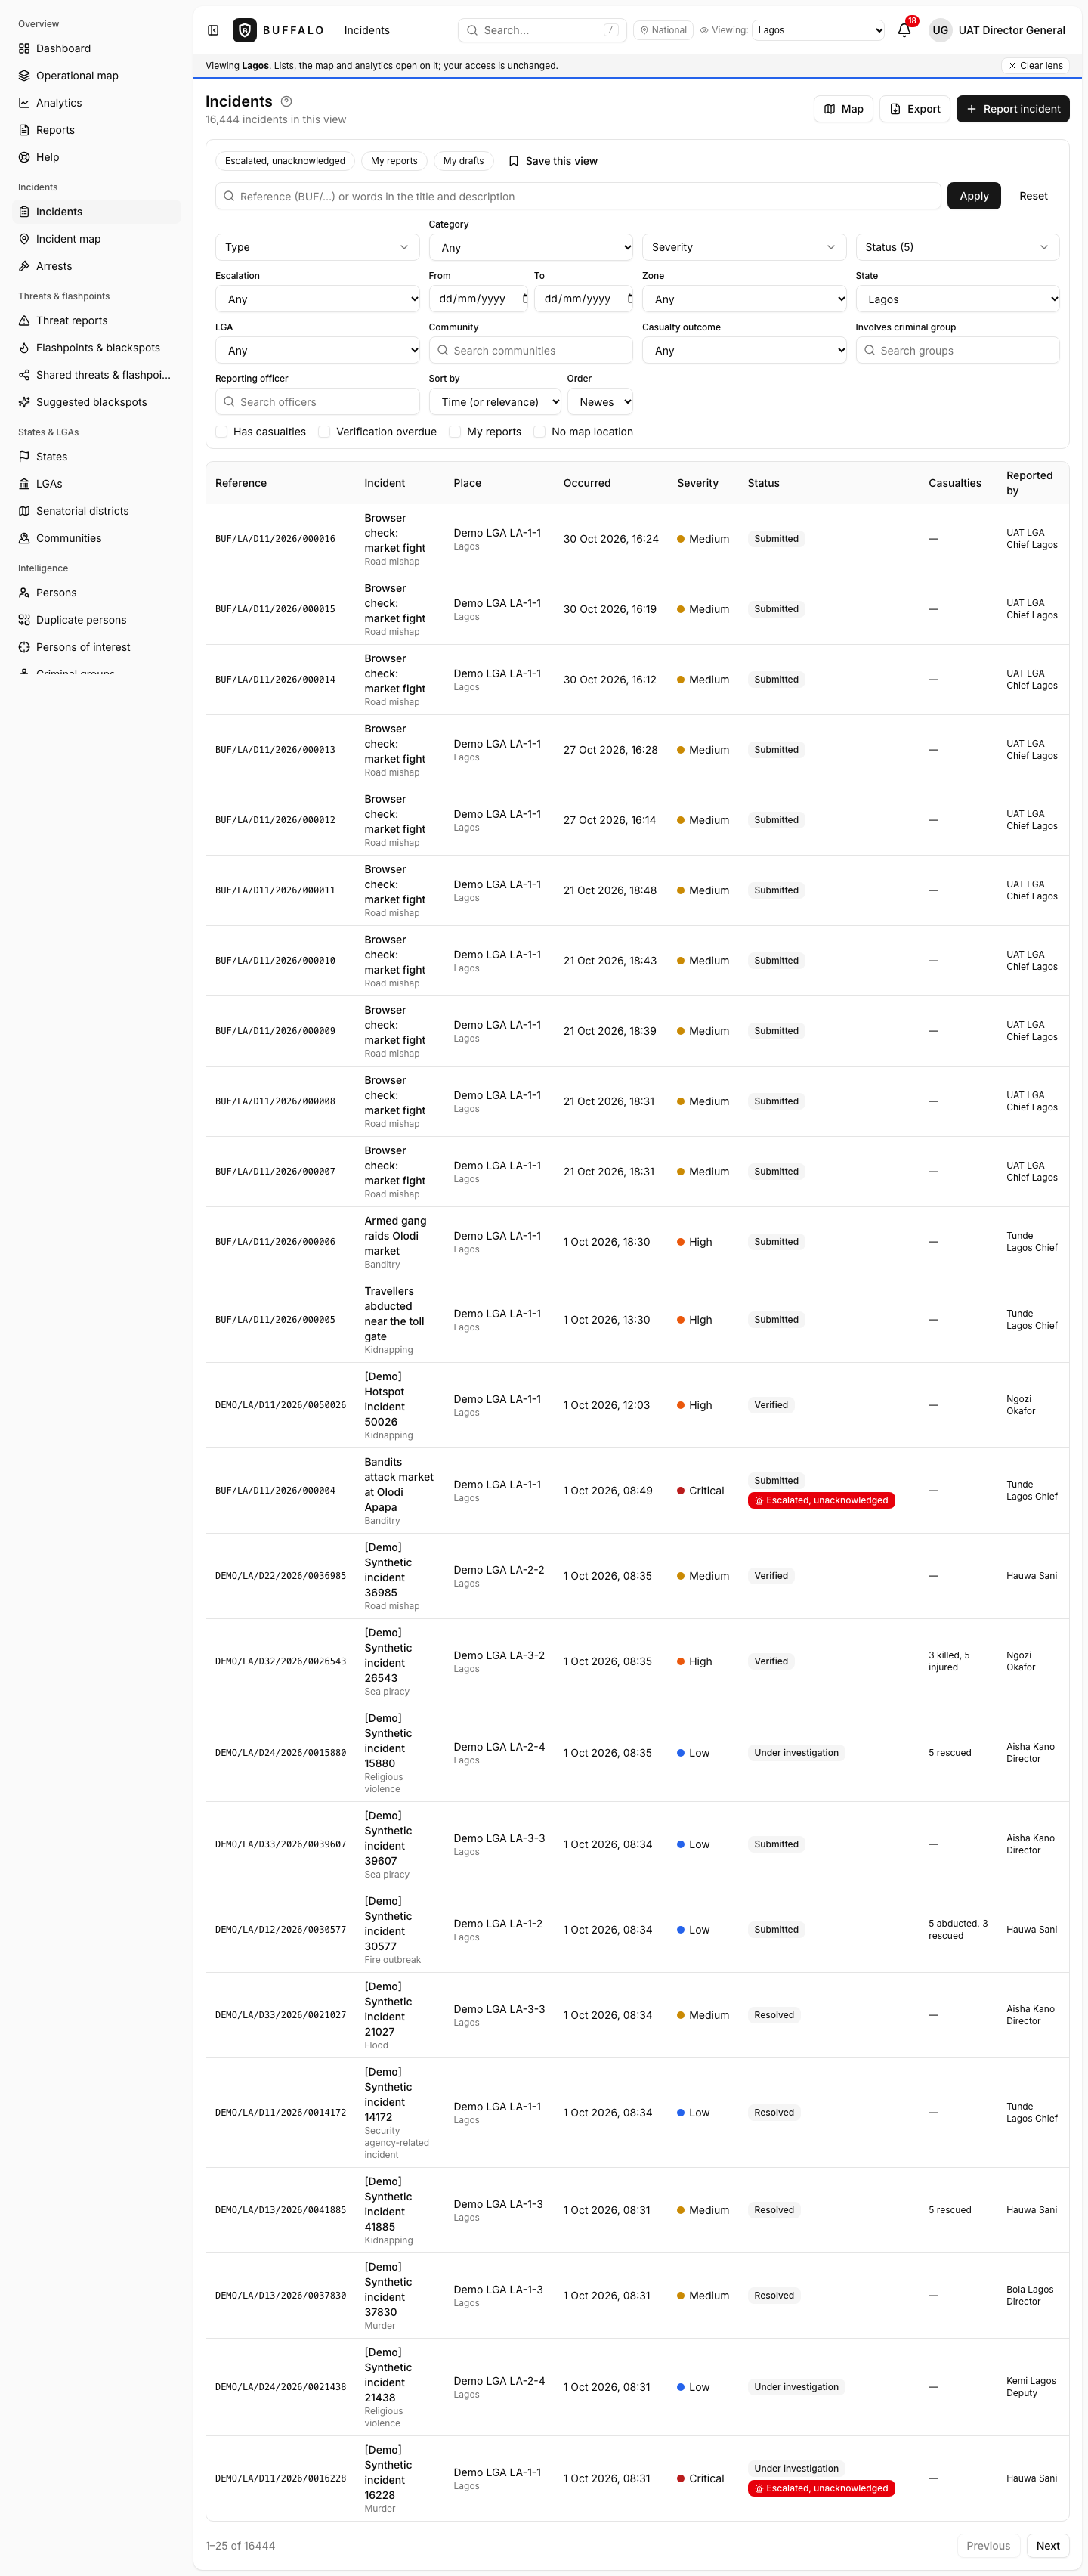 Overview
Dashboard
Operational map
Analytics
Reports
Help
Incidents
Incidents
Incident map
Arrests
Threats & flashpoints
Threat reports
Flashpoints & blackspots
Shared threats & flashpoi...
Suggested blackspots
States & LGAs
States
LGAs
Senatorial districts
Communities
Intelligence
Persons
Duplicate persons
Persons of interest
BUFFALO
Incidents
Search...
/
National
Viewing:
Lagos
18
UG
UAT Director General
Viewing Lagos. Lists, the map and analytics open on it; your access is unchanged.
Clear lens
Incidents
16,444 incidents in this view
Map
Export
Report incident
Escalated, unacknowledged
My reports
My drafts
Save this view
Reference (BUF/...) or words in the title and description
Apply
Reset
Type
Category
Any
Severity
Status (5)
Escalation
Any
From
dd/mm/yyyy
To
dd/mm/yyyy
Zone
Any
State
Lagos
LGA
Any
Community
Search communities
Casualty outcome
Any
Involves criminal group
Search groups
Reporting officer
Search officers
Sort by
Time (or relevance)
Order
Newes
Has casualties
Verification overdue
My reports
No map location
Reference Incident Place Occurred Severity Status Casualties Reported by
BUF/LA/D11/2026/000016 Browser check: market fight Road mishap Demo LGA LA-1-1 Lagos 30 Oct 2026, 16:24 Medium Submitted — UAT LGA Chief Lagos
BUF/LA/D11/2026/000015 Browser check: market fight Road mishap Demo LGA LA-1-1 Lagos 30 Oct 2026, 16:19 Medium Submitted — UAT LGA Chief Lagos
BUF/LA/D11/2026/000014 Browser check: market fight Road mishap Demo LGA LA-1-1 Lagos 30 Oct 2026, 16:12 Medium Submitted — UAT LGA Chief Lagos
BUF/LA/D11/2026/000013 Browser check: market fight Road mishap Demo LGA LA-1-1 Lagos 27 Oct 2026, 16:28 Medium Submitted — UAT LGA Chief Lagos
BUF/LA/D11/2026/000012 Browser check: market fight Road mishap Demo LGA LA-1-1 Lagos 27 Oct 2026, 16:14 Medium Submitted — UAT LGA Chief Lagos
BUF/LA/D11/2026/000011 Browser check: market fight Road mishap Demo LGA LA-1-1 Lagos 21 Oct 2026, 18:48 Medium Submitted — UAT LGA Chief Lagos
BUF/LA/D11/2026/000010 Browser check: market fight Road mishap Demo LGA LA-1-1 Lagos 21 Oct 2026, 18:43 Medium Submitted — UAT LGA Chief Lagos
BUF/LA/D11/2026/000009 Browser check: market fight Road mishap Demo LGA LA-1-1 Lagos 21 Oct 2026, 18:39 Medium Submitted — UAT LGA Chief Lagos
BUF/LA/D11/2026/000008 Browser check: market fight Road mishap Demo LGA LA-1-1 Lagos 21 Oct 2026, 18:31 Medium Submitted — UAT LGA Chief Lagos
BUF/LA/D11/2026/000007 Browser check: market fight Road mishap Demo LGA LA-1-1 Lagos 21 Oct 2026, 18:31 Medium Submitted — UAT LGA Chief Lagos
BUF/LA/D11/2026/000006 Armed gang raids Olodi market Banditry Demo LGA LA-1-1 Lagos 1 Oct 2026, 18:30 High Submitted — Tunde Lagos Chief
BUF/LA/D11/2026/000005 Travellers abducted near the toll gate Kidnapping Demo LGA LA-1-1 Lagos 1 Oct 2026, 13:30 High Submitted — Tunde Lagos Chief
DEMO/LA/D11/2026/0050026 [Demo] Hotspot incident 50026 Kidnapping Demo LGA LA-1-1 Lagos 1 Oct 2026, 12:03 High Verified — Ngozi Okafor
BUF/LA/D11/2026/000004 Bandits attack market at Olodi Apapa Banditry Demo LGA LA-1-1 Lagos 1 Oct 2026, 08:49 Critical Submitted Escalated, unacknowledged — Tunde Lagos Chief
DEMO/LA/D22/2026/0036985 [Demo] Synthetic incident 36985 Road mishap Demo LGA LA-2-2 Lagos 1 Oct 2026, 08:35 Medium Verified — Hauwa Sani
DEMO/LA/D32/2026/0026543 [Demo] Synthetic incident 26543 Sea piracy Demo LGA LA-3-2 Lagos 1 Oct 2026, 08:35 High Verified 3 killed, 5 injured Ngozi Okafor
DEMO/LA/D24/2026/0015880 [Demo] Synthetic incident 15880 Religious violence Demo LGA LA-2-4 Lagos 1 Oct 2026, 08:35 Low Under investigation 5 rescued Aisha Kano Director
DEMO/LA/D33/2026/0039607 [Demo] Synthetic incident 39607 Sea piracy Demo LGA LA-3-3 Lagos 1 Oct 2026, 08:34 Low Submitted — Aisha Kano Director
DEMO/LA/D12/2026/0030577 [Demo] Synthetic incident 30577 Fire outbreak Demo LGA LA-1-2 Lagos 1 Oct 2026, 08:34 Low Submitted 5 abducted, 3 rescued Hauwa Sani
DEMO/LA/D33/2026/0021027 [Demo] Synthetic incident 21027 Flood Demo LGA LA-3-3 Lagos 1 Oct 2026, 08:34 Medium Resolved — Aisha Kano Director
DEMO/LA/D11/2026/0014172 [Demo] Synthetic incident 14172 Security agency-related incident Demo LGA LA-1-1 Lagos 1 Oct 2026, 08:34 Low Resolved — Tunde Lagos Chief
DEMO/LA/D13/2026/0041885 [Demo] Synthetic incident 41885 Kidnapping Demo LGA LA-1-3 Lagos 1 Oct 2026, 08:31 Medium Resolved 5 rescued Hauwa Sani
DEMO/LA/D13/2026/0037830 [Demo] Synthetic incident 37830 Murder Demo LGA LA-1-3 Lagos 1 Oct 2026, 08:31 Medium Resolved — Bola Lagos Director
DEMO/LA/D24/2026/0021438 [Demo] Synthetic incident 21438 Religious violence Demo LGA LA-2-4 Lagos 1 Oct 2026, 08:31 Low Under investigation — Kemi Lagos Deputy
DEMO/LA/D11/2026/0016228 [Demo] Synthetic incident 16228 Murder Demo LGA LA-1-1 Lagos 1 Oct 2026, 08:31 Critical Under investigation Escalated, unacknowledged — Hauwa Sani
1–25 of 16444
Previous
Next